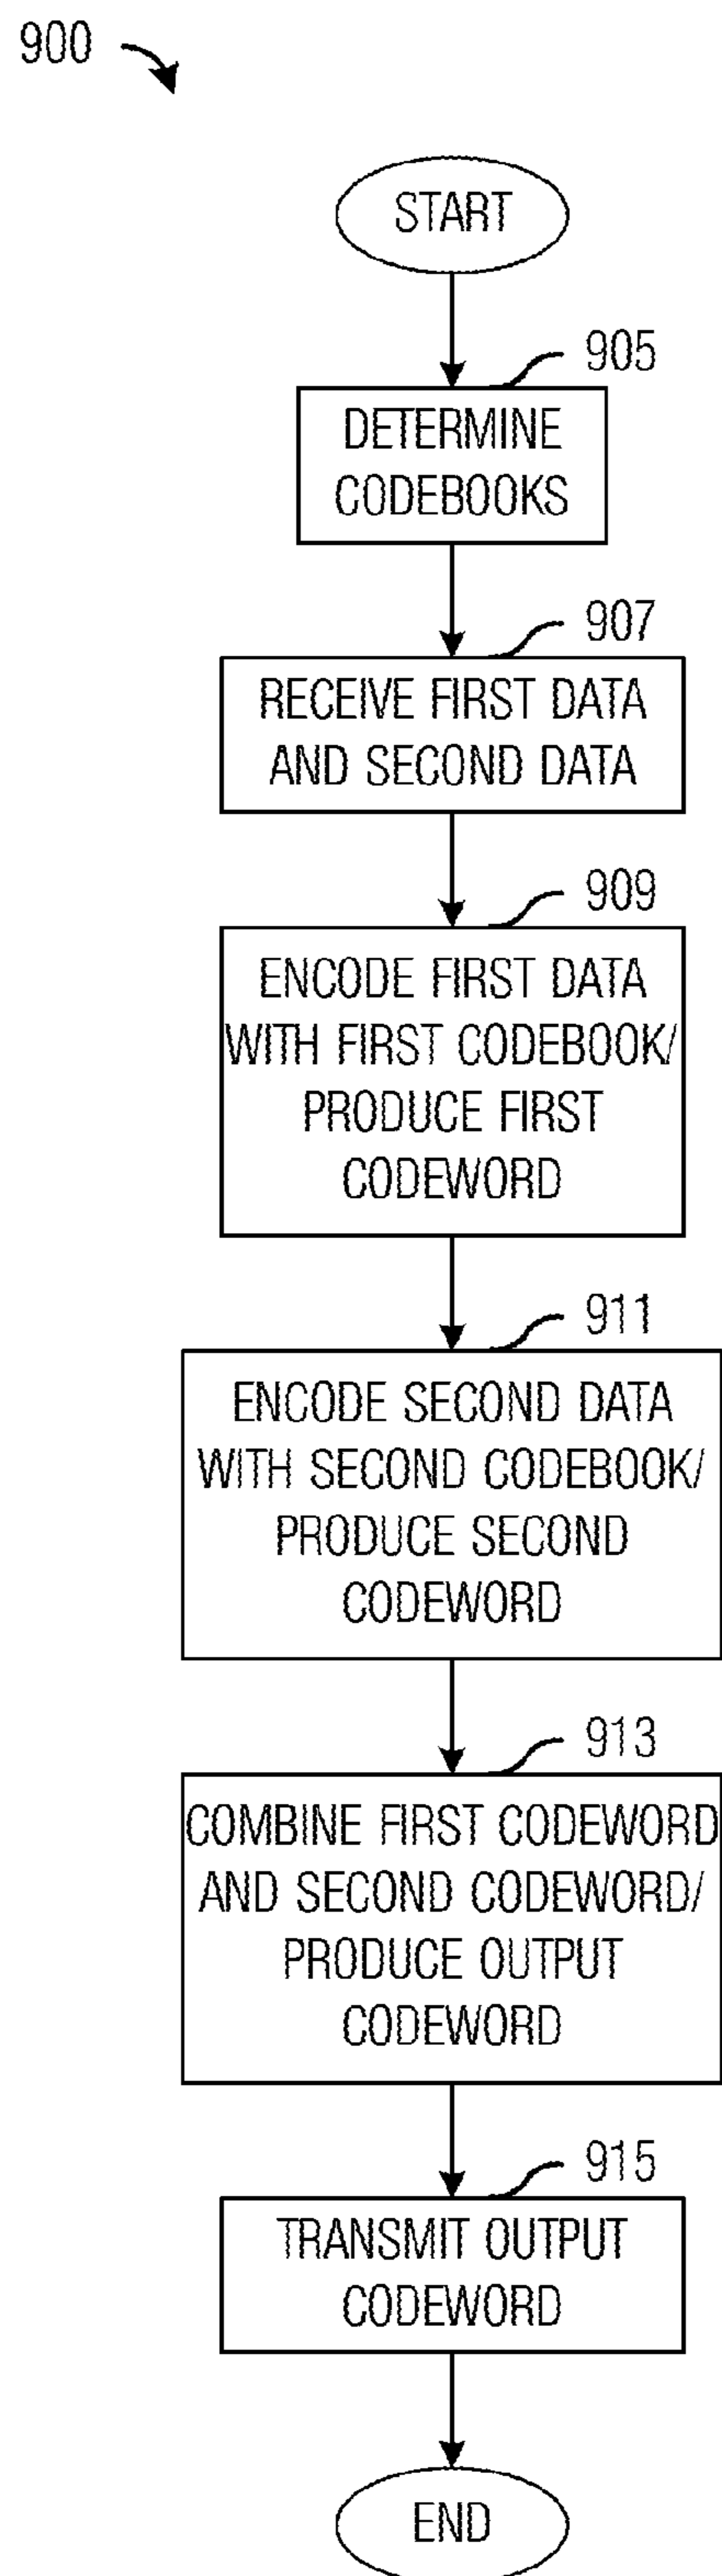 900
START
905
DETERMINE
CODEBOOKS
907
RECEIVE FIRST DATA
AND SECOND DATA
909
ENCODE FIRST DATA
WITH FIRST CODEBOOK/
PRODUCE FIRST
CODEWORD
911
ENCODE SECOND DATA
WITH SECOND CODEBOOK/
PRODUCE SECOND
CODEWORD
913
COMBINE FIRST CODEWORD
AND SECOND CODEWORD/
PRODUCE OUTPUT
CODEWORD
915
TRANSMIT OUTPUT
CODEWORD
END